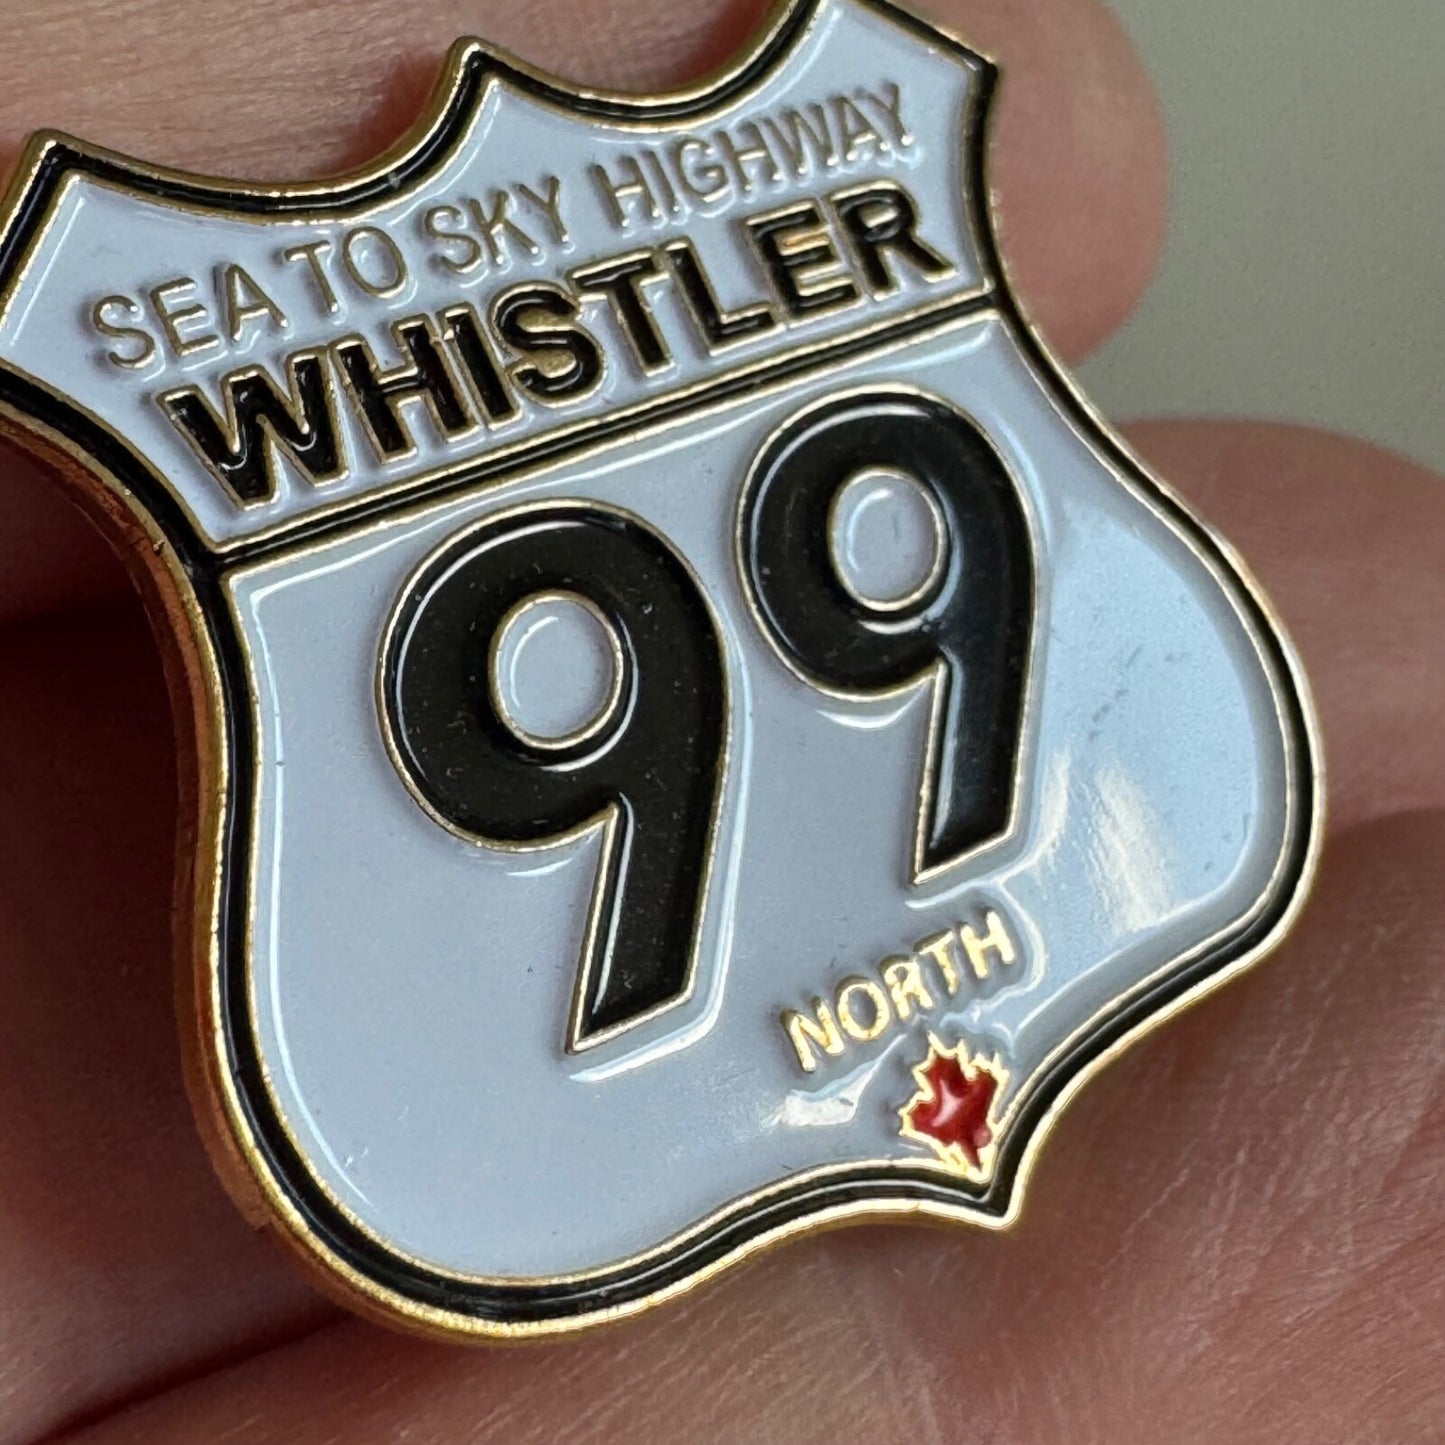 SEA TO SKY HIGHWAY
WHISTLER
99
NORTH